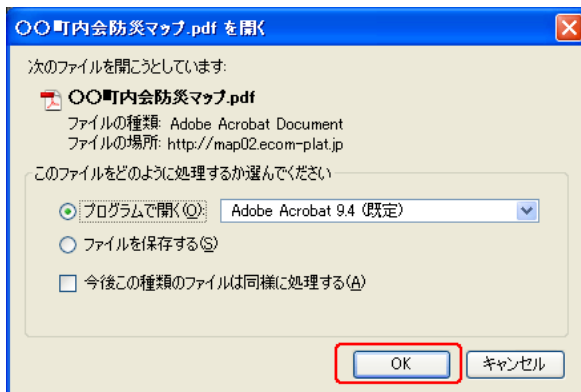 〇〇町内会防災マップ.pdf を開く
次のファイルを開こうとしています:
〇〇町内会防災マップ.pdf
ファイルの種類: Adobe Acrobat Document
ファイルの場所: http://map02.ecom-plat.jp
このファイルをどのように処理するか選んでください
プログラムで開く(O): Adobe Acrobat 9.4 (既定)
ファイルを保存する(S)
今後この種類のファイルは同様に処理する(A)
OK キャンセル